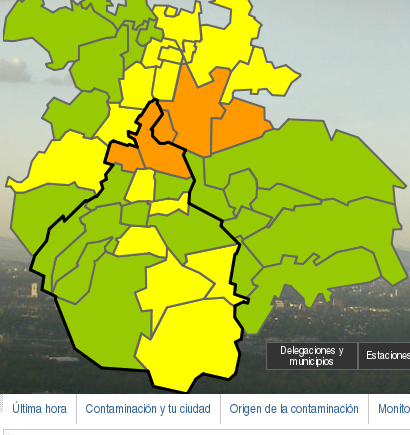 Delegaciones y
municipios
Estaciones
Última hora
Contaminación y tu ciudad
Origen de la contaminación
Monito